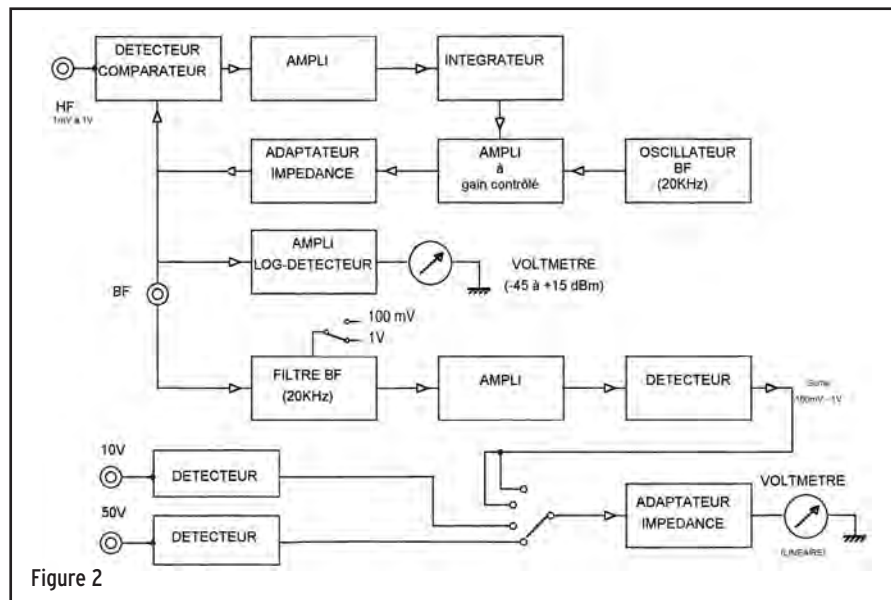 DETECTEUR
COMPARATEUR
AMPLI
INTEGRATEUR
HF
1mV à 1V
ADAPTATEUR
IMPEDANCE
AMPLI
à
gain contrôlé
OSCILLATEUR
BF
(20KHz)
AMPLI
LOG-DETECTEUR
VOLTMETRE
(-45 à +15 dBm)
BF
100 mV
1V
FILTRE BF
(20KHz)
AMPLI
DETECTEUR
100mV - 1V
10V
DETECTEUR
50V
DETECTEUR
ADAPTATEUR
IMPEDANCE
VOLTMETRE
(LINEAIRE)
Figure 2